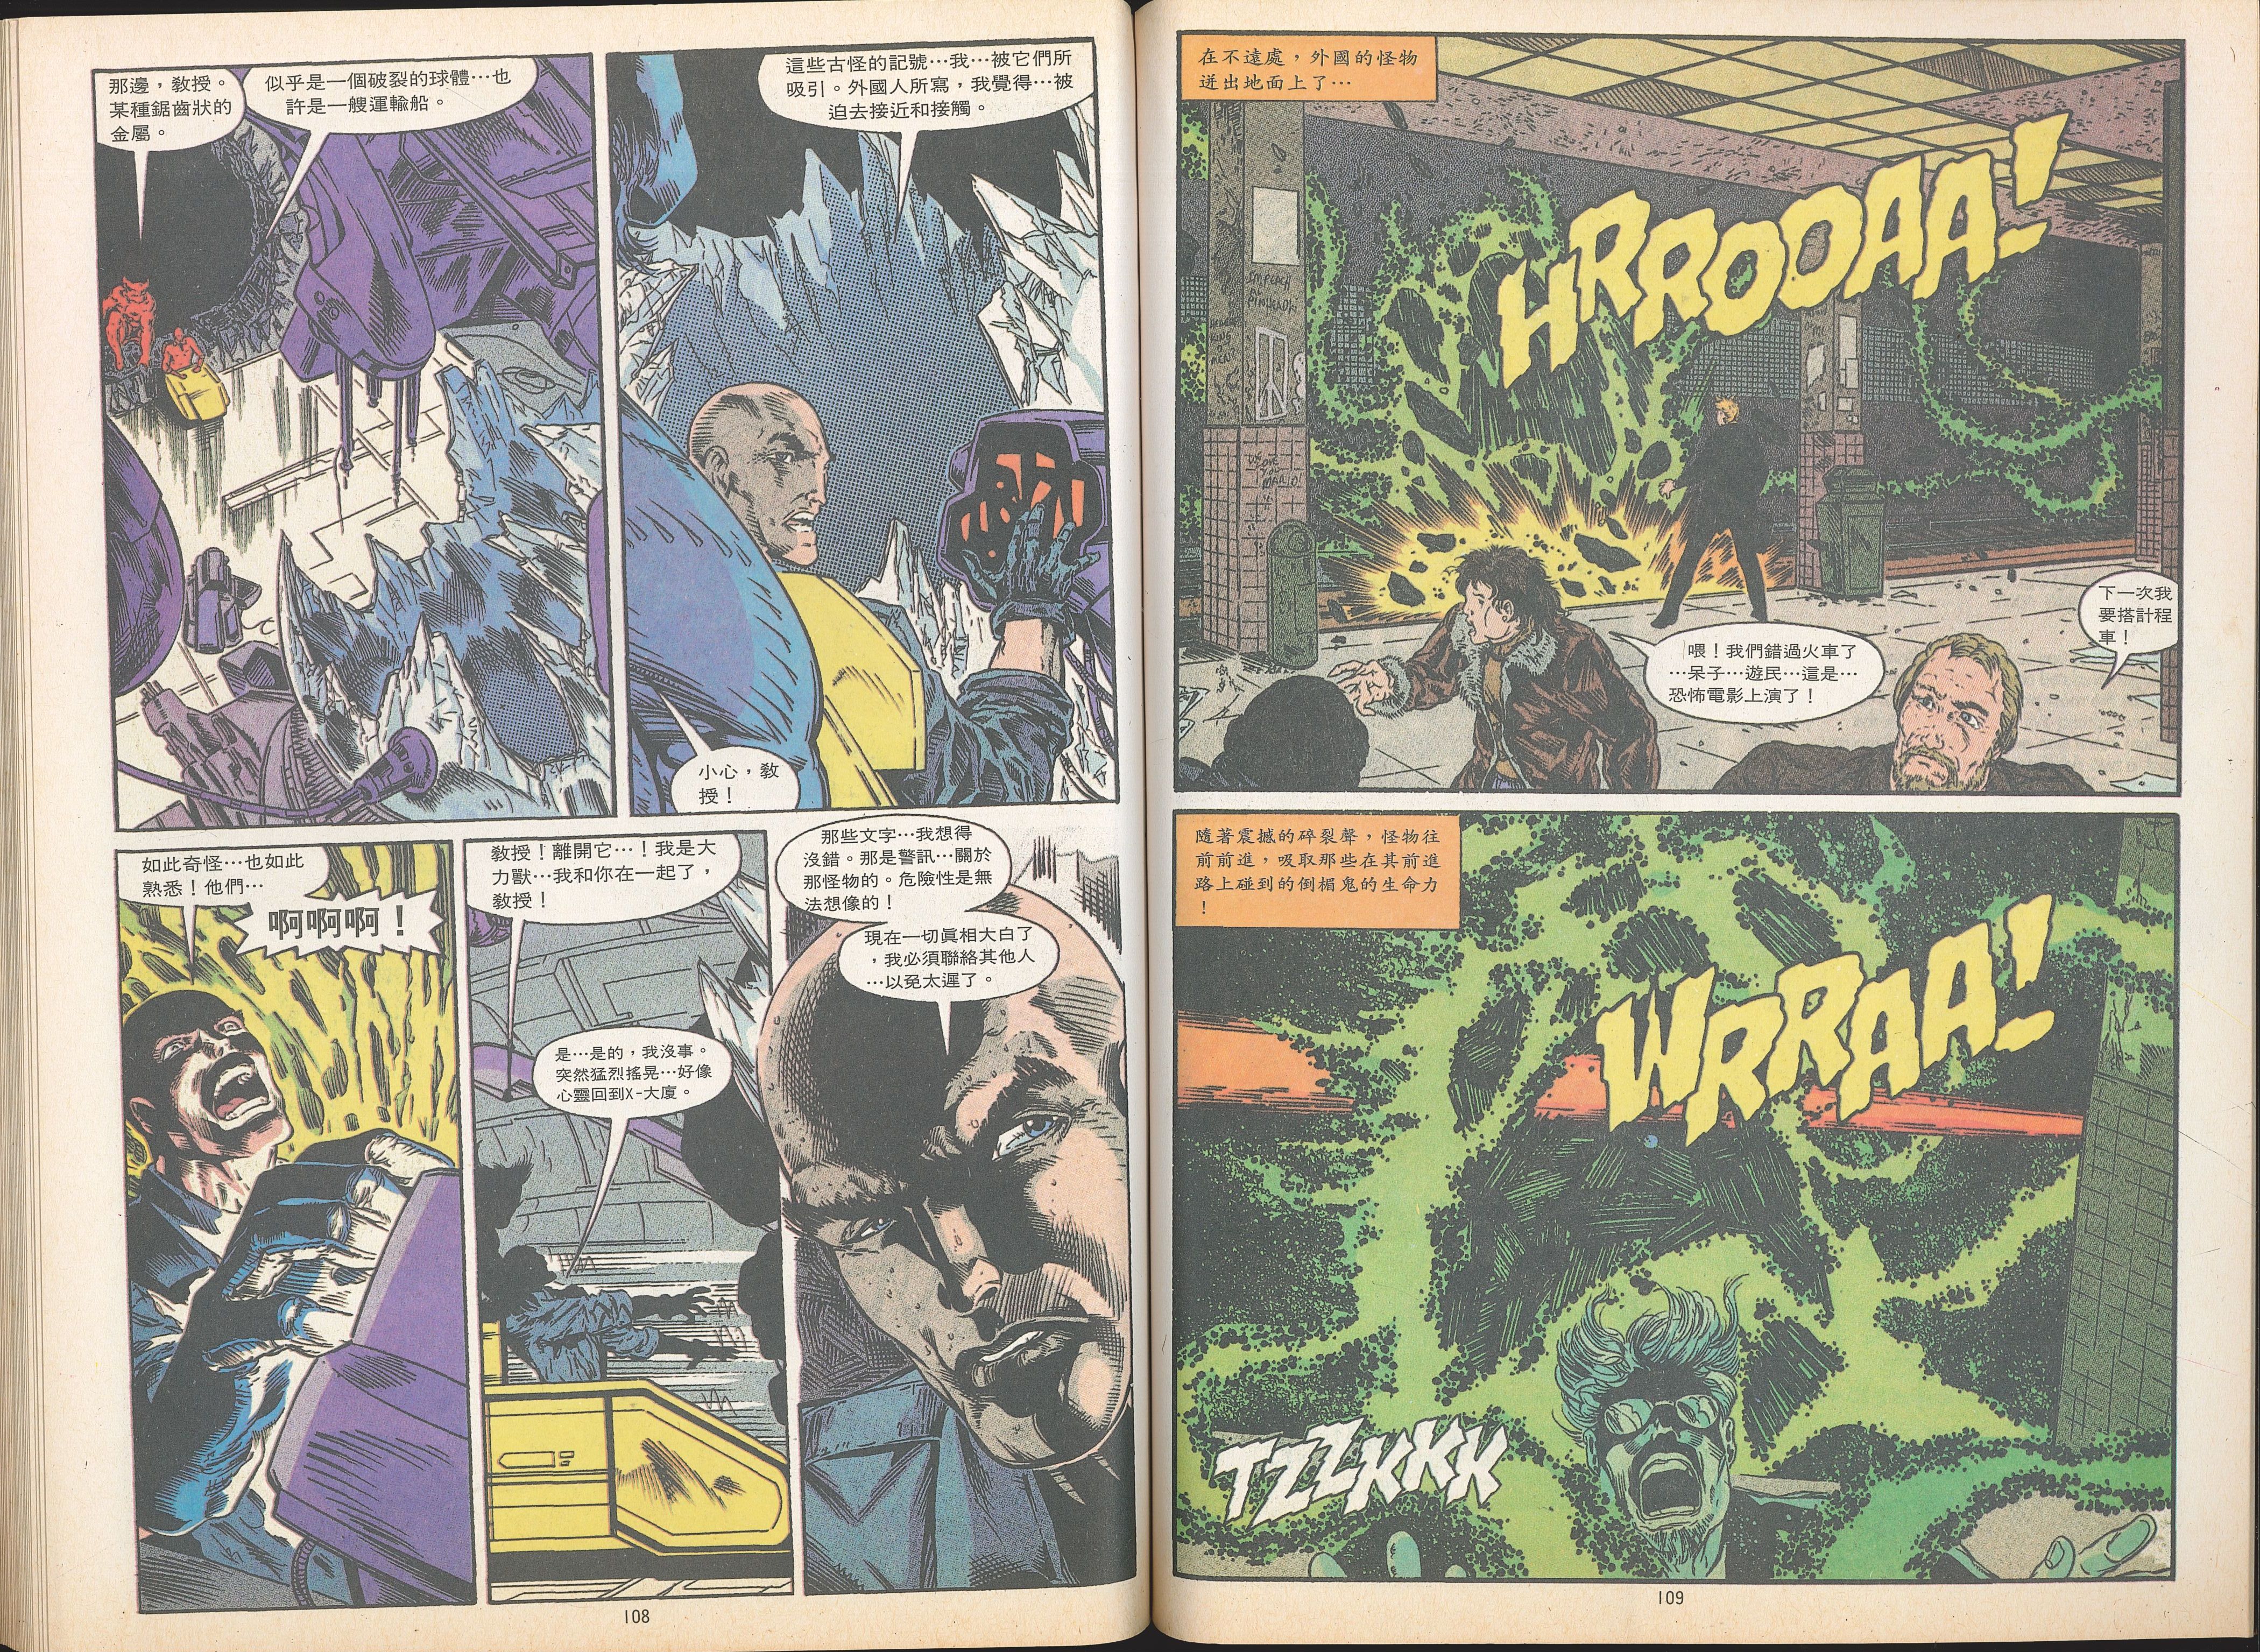 那邊，教授。
某種鋸齒狀的
金屬。
似乎是一個破裂的球體…也
許是一艘運輸船。
這些古怪的記號…我…被它們所
吸引。外國人所寫，我覺得…被
迫去接近和接觸。
小心，教
授！
如此奇怪…也如此
熟悉！他們…
啊啊啊！
教授！離開它…！我是大
力獸…我和你在一起了，
教授！
是…是的，我沒事。
突然猛烈搖晃…好像
心靈回到X-大廈。
那些文字…我想得
沒錯。那是警訊…關於
那怪物的。危險性是無
法想像的！
現在一切眞相大白了
，我必須聯絡其他人
…以免太遲了。
108
在不遠處，外國的怪物
迸出地面上了…
HRROOAA!
IMPEACH
PINHEAD!
WE
LOVE
YOU
MARIO!
喂！我們錯過火車了
…呆子…遊民…這是…
恐怖電影上演了！
下一次我
要搭計程
車！
隨著震撼的碎裂聲，怪物往
前前進，吸取那些在其前進
路上碰到的倒楣鬼的生命力
！
WRRAA!
TZZKKK
109